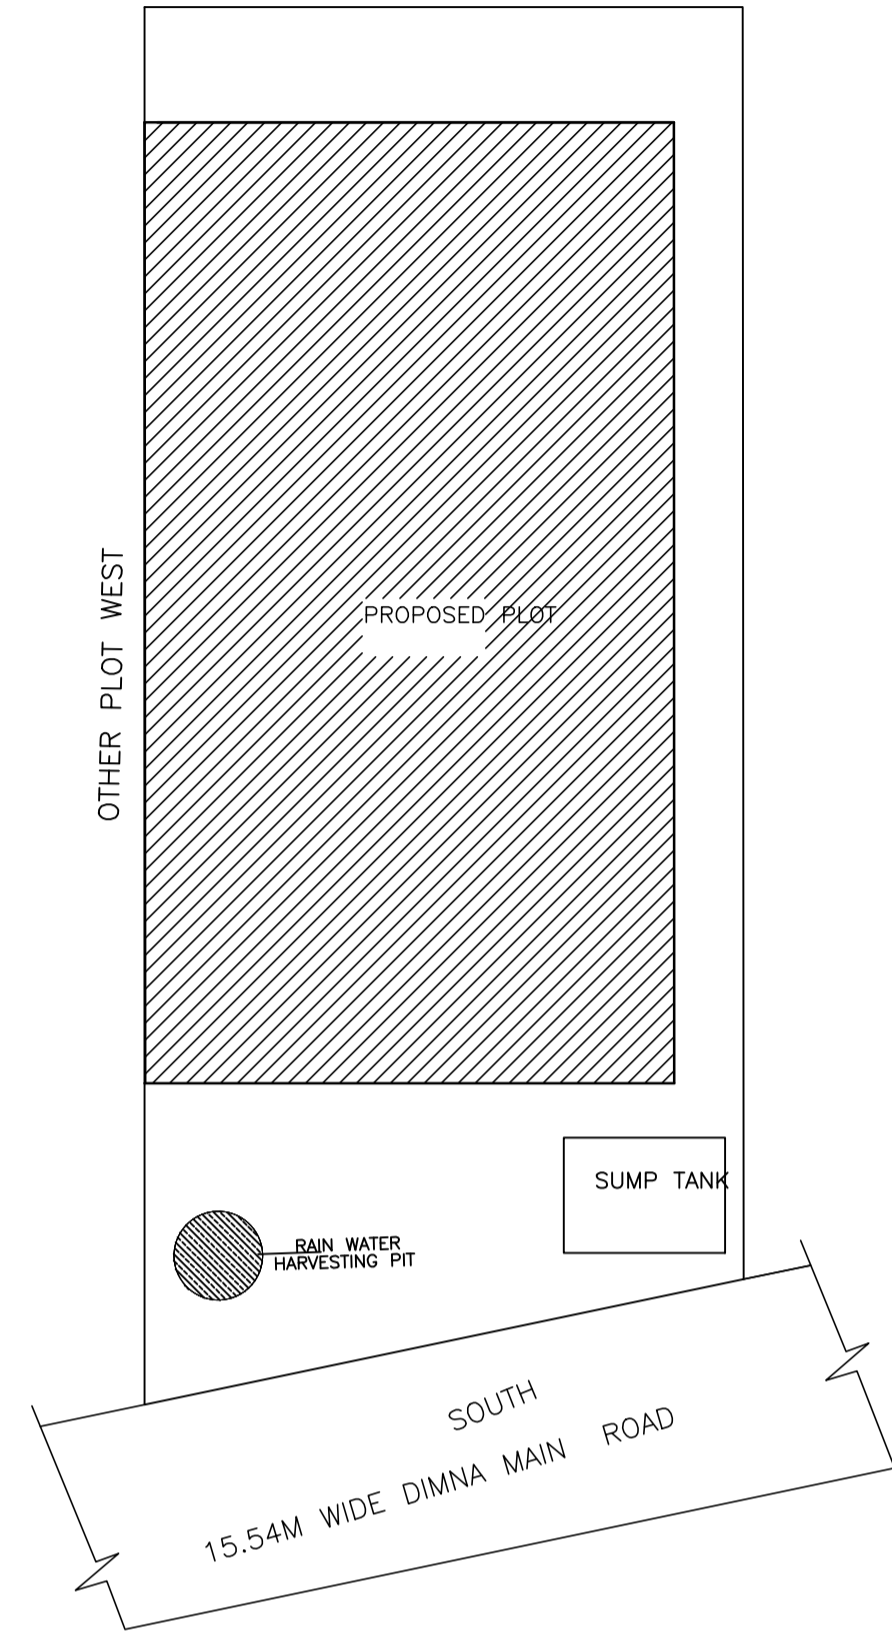 OTHER PLOT WEST
PROPOSED PLOT
SUMP TANK
RAIN WATER
HARVESTING PIT
SOUTH
15.54M WIDE DIMNA MAIN ROAD